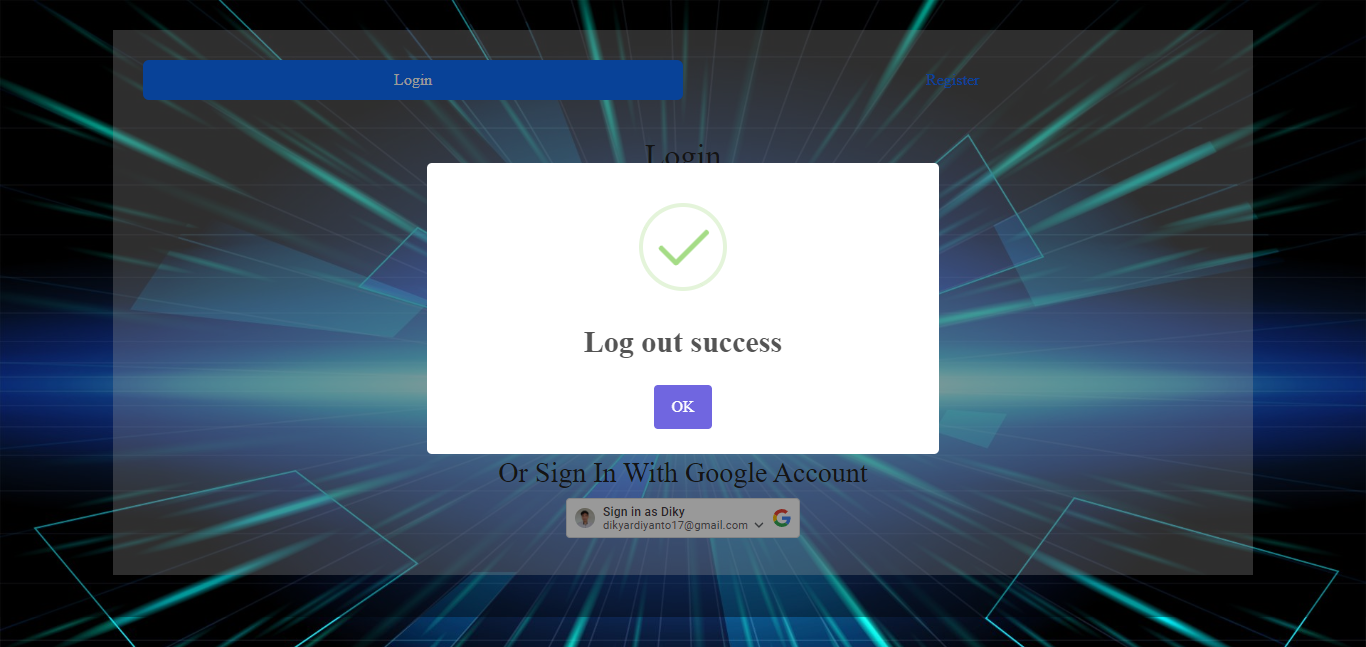 Login
Register
Login
Log out success
OK
Or Sign In With Google Account
Sign in as Diky
dikyardiyanto17@gmail.com